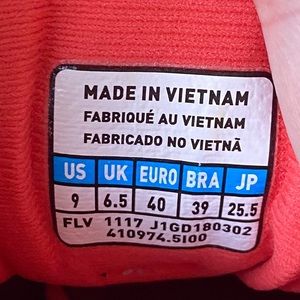 MADE IN VIETNAM
FABRIQUÉ AU VIETNAM
FABRICADO NO VIETNÃ
US UK EURO BRA JP
9 6.5 40 39 25.5
FLV 1117 J1GD180302
410974.5I00